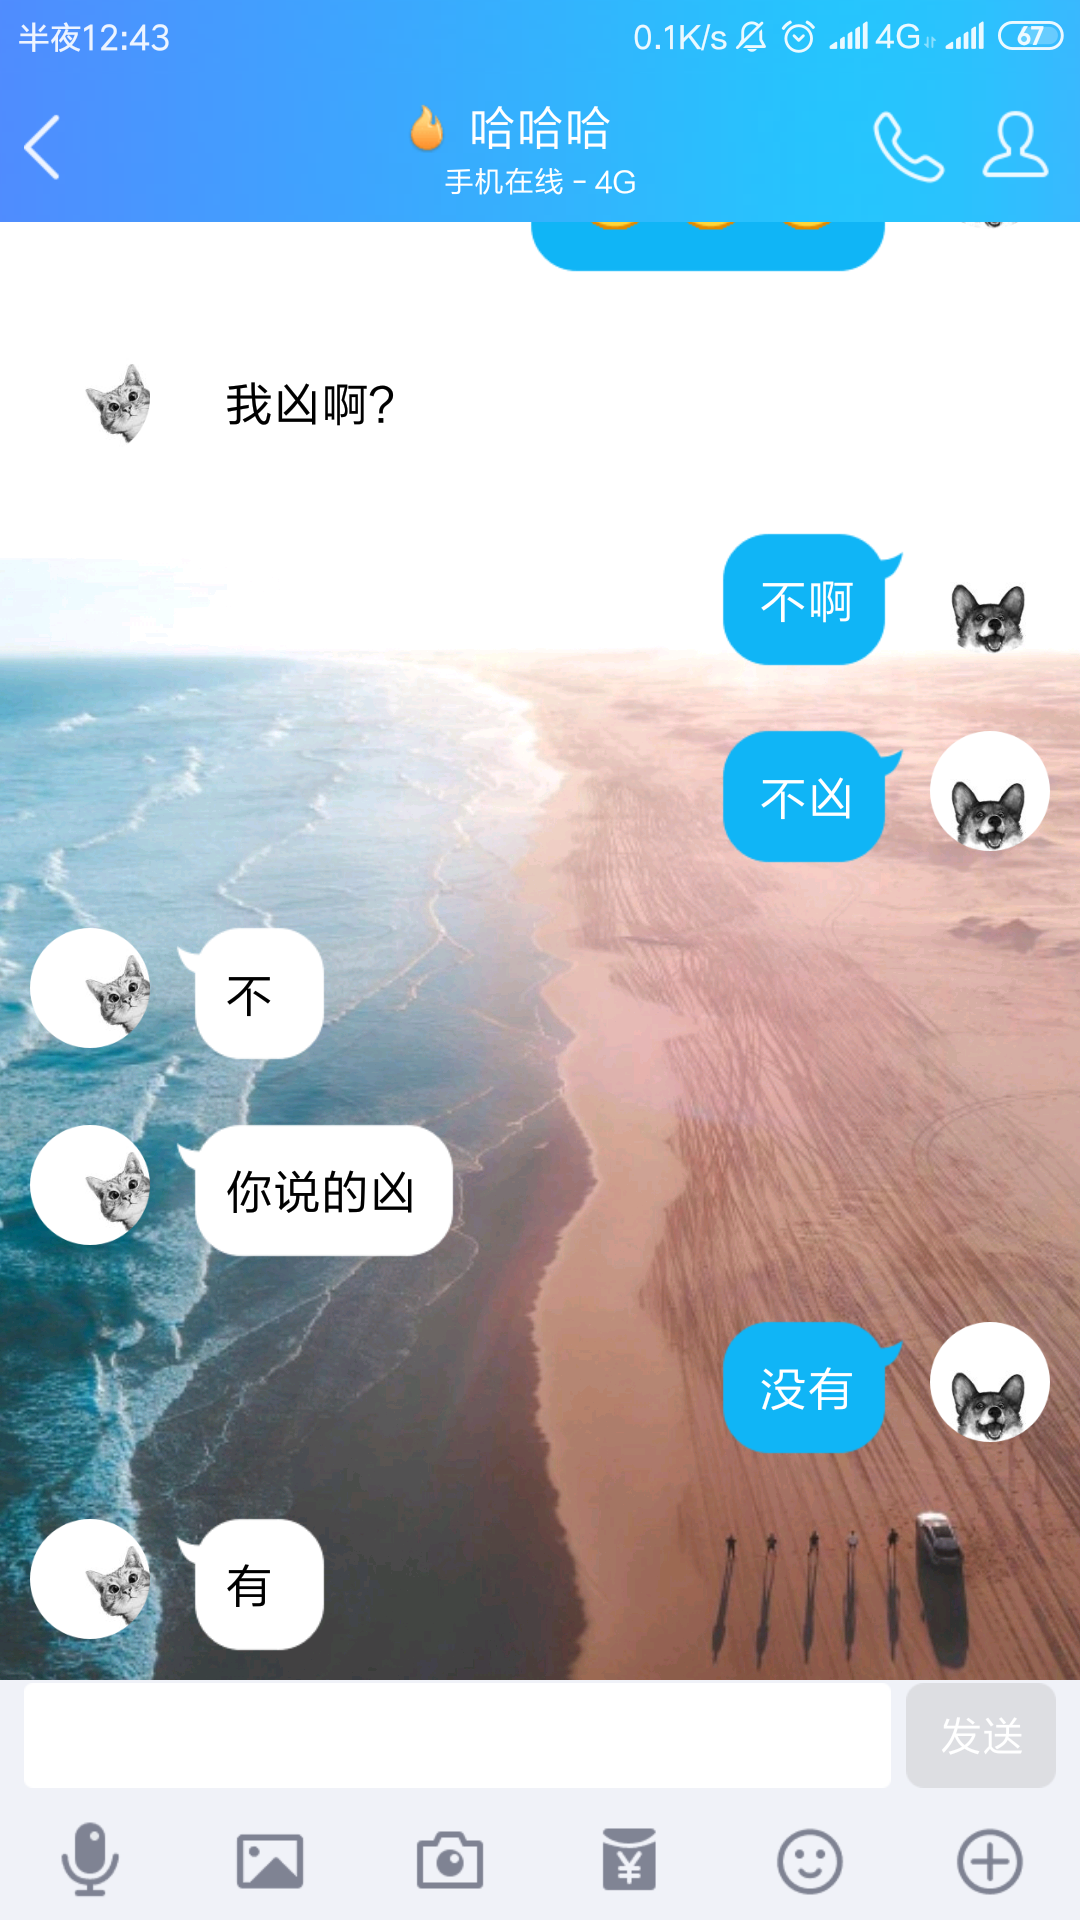 半夜12:43
0.1K/s 4G 67
哈哈哈
手机在线 - 4G
我凶啊?
不啊
不凶
不
你说的凶
没有
有
发送